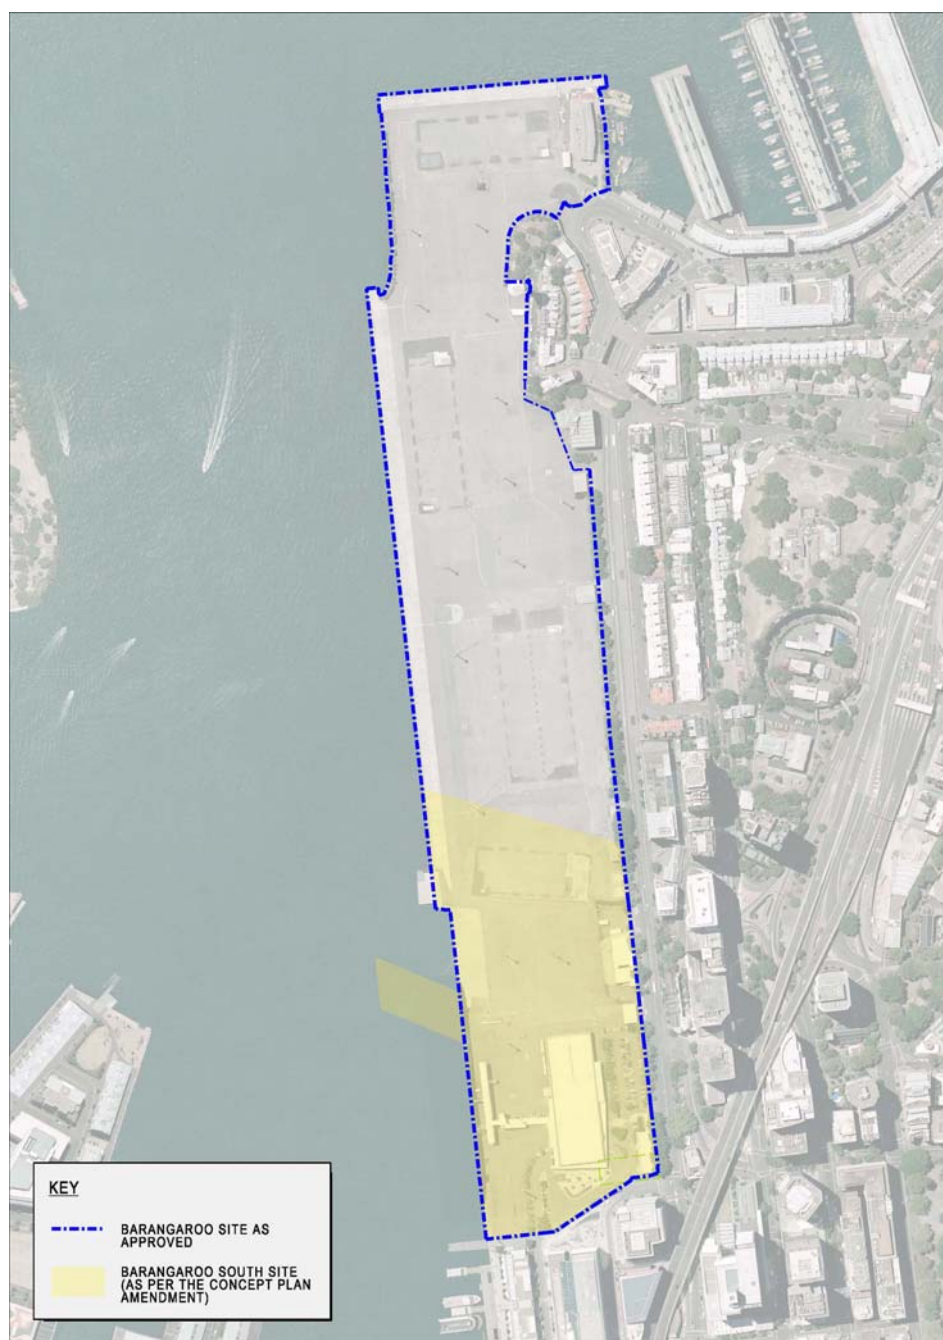 KEY
BARANGAROO SITE AS
APPROVED
BARANGAROO SOUTH SITE
(AS PER THE CONCEPT PLAN
AMENDMENT)